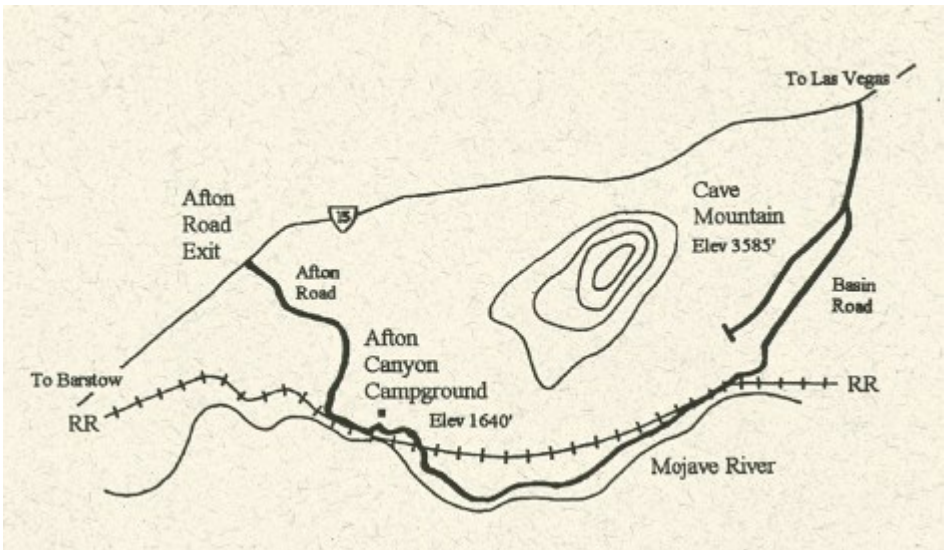 To Las Vegas
Cave
Mountain
Elev 3585'
Afton
Road
Exit
15
Afton
Road
Basin
Road
Afton
Canyon
Campground
Elev 1640'
To Barstow
RR
RR
Mojave River